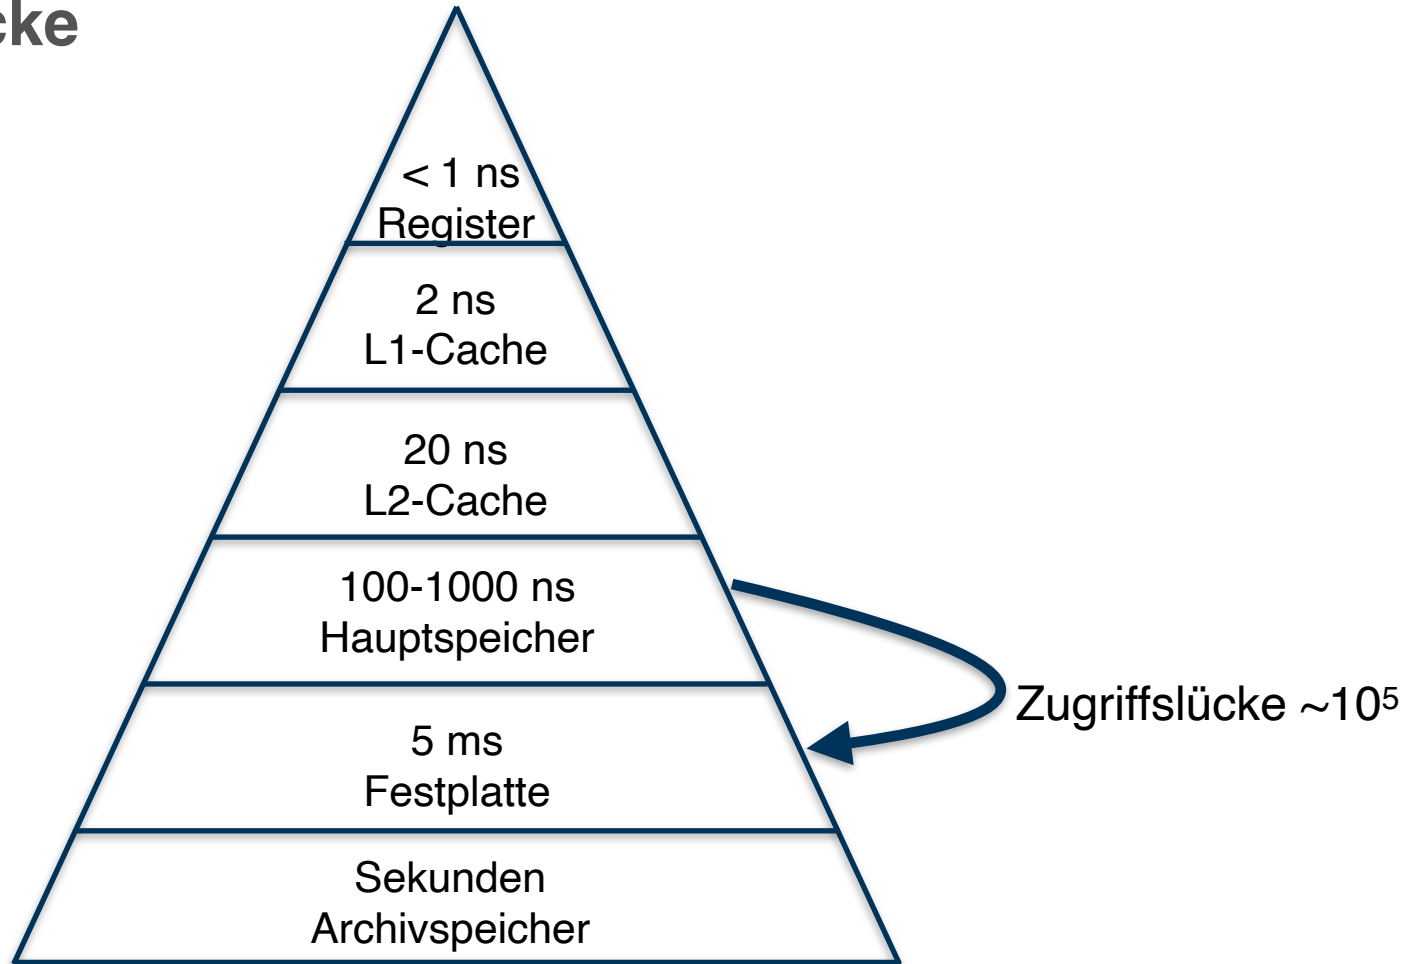 cke
< 1 ns
Register
2 ns
L1-Cache
20 ns
L2-Cache
100-1000 ns
Hauptspeicher
Zugriffslücke ~10⁵
5 ms
Festplatte
Sekunden
Archivspeicher